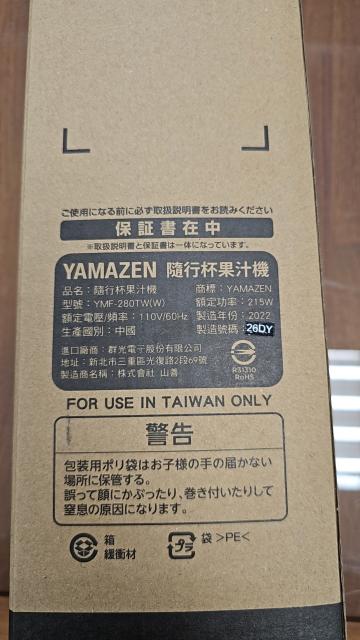 ご使用になる前に必ず取扱説明書をお読みください
保証書在中
※取扱説明書と保証書は一体になっています。
YAMAZEN 隨行杯果汁機
品名：隨行杯果汁機 商標：YAMAZEN
型號：YMF-280TW(W) 額定功率：215W
額定電壓/頻率：110V/60Hz 製造年份：2022
生產國別：中國 製造號碼：26DY
進口廠商：群光電子股份有限公司
地址：新北市三重區光復路2段69號
製造商名稱：株式會社 山善
R31310
RoHS
FOR USE IN TAIWAN ONLY
警告
包装用ポリ袋はお子様の手の届かない
場所に保管する。
誤って顔にかぶったり、巻き付いたりして
窒息の原因になります。
箱
緩衝材
プラ
袋 >PE<